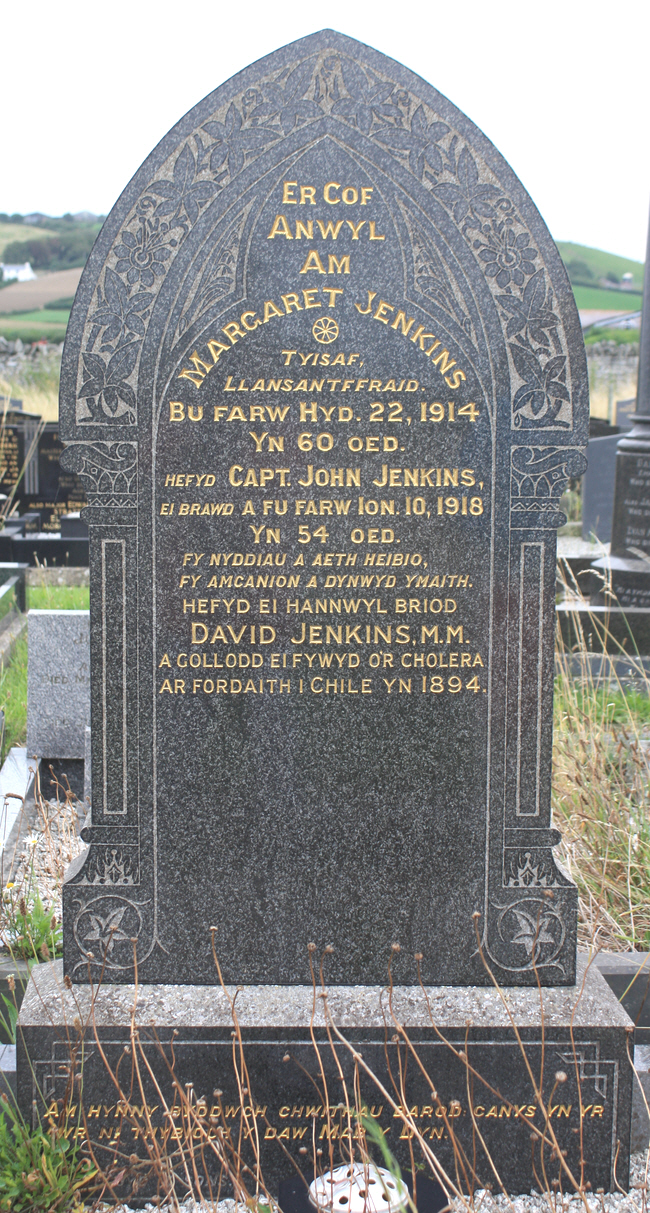 Er Cof
Anwyl
Am
Margaret Jenkins
Tyisaf,
Llansantffraid.
Bu farw Hyd. 22, 1914
Yn 60 oed.
hefyd Capt. John Jenkins,
ei brawd a fu farw Ion. 10, 1918
Yn 54 oed.
Fy nyddiau a aeth heibio,
fy amcanion a dynwyd ymaith.
Hefyd ei hannwyl briod
David Jenkins, M.M.
a gollodd ei fywyd o'r cholera
ar fordaith i Chile yn 1894.
Am hynny byddwch chwithau barod: canys yn yr
awr ni thybioch y daw Mab y Dyn.